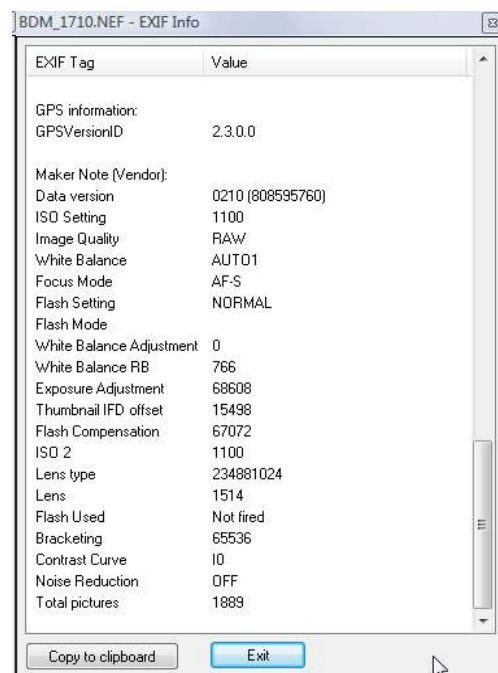 BDM_1710.NEF - EXIF Info
EXIF Tag Value
GPS information:
GPSVersionID 2.3.0.0
Maker Note (Vendor):
Data version 0210 (808595760)
ISO Setting 1100
Image Quality RAW
White Balance AUTO1
Focus Mode AF-S
Flash Setting NORMAL
Flash Mode
White Balance Adjustment 0
White Balance RB 766
Exposure Adjustment 68608
Thumbnail IFD offset 15498
Flash Compensation 67072
ISO 2 1100
Lens type 234881024
Lens 1514
Flash Used Not fired
Bracketing 65536
Contrast Curve I0
Noise Reduction OFF
Total pictures 1889
Copy to clipboard Exit